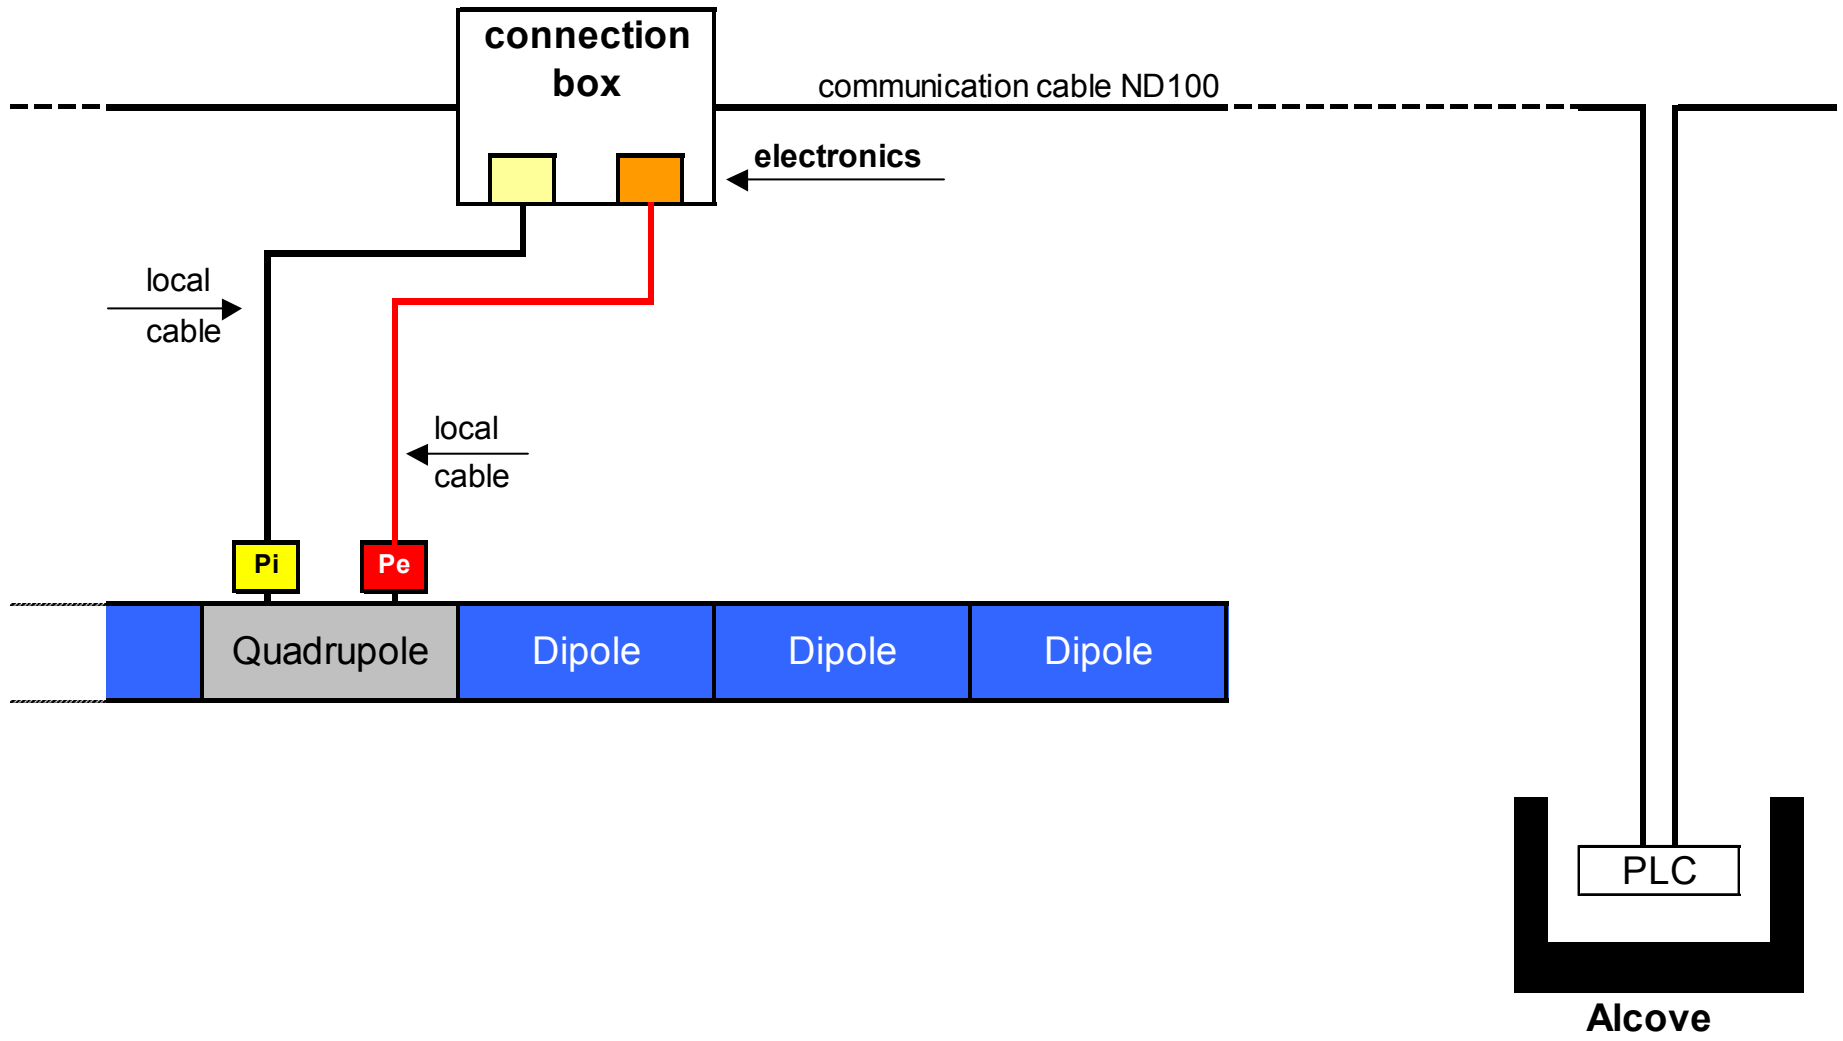 connection
box
communication cable ND100
electronics
local
cable
local
cable
Pi
Pe
Quadrupole
Dipole
Dipole
Dipole
PLC
Alcove